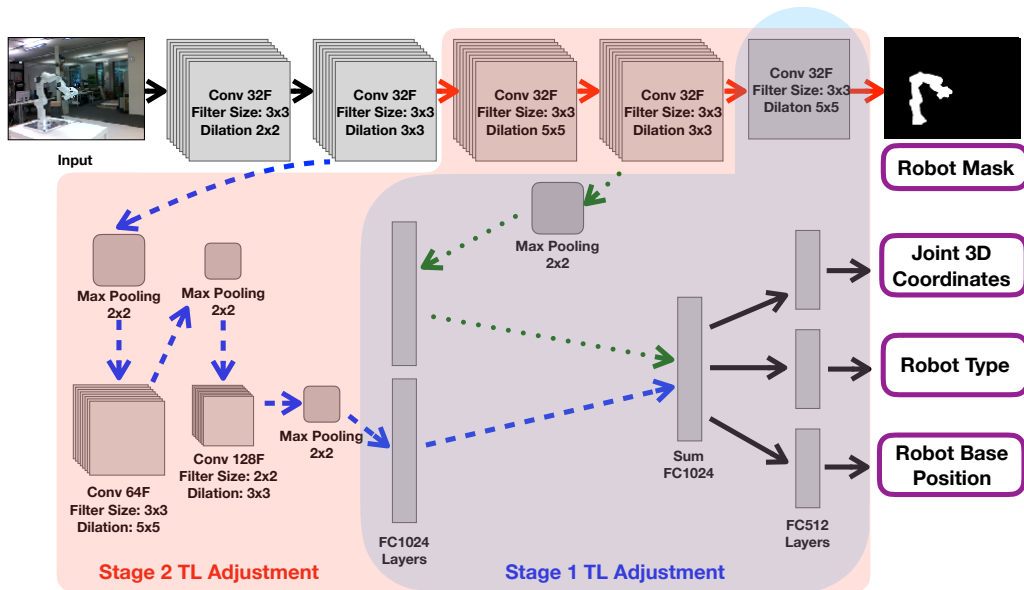 Input
Conv 32F
Filter Size: 3x3
Dilation 2x2
Conv 32F
Filter Size: 3x3
Dilation 3x3
Conv 32F
Filter Size: 3x3
Dilation 5x5
Conv 32F
Filter Size: 3x3
Dilation 3x3
Conv 32F
Filter Size: 3x3
Dilaton 5x5
Robot Mask
Max Pooling
2x2
Max Pooling
2x2
Max Pooling
2x2
Joint 3D
Coordinates
Robot Type
Robot Base
Position
Conv 64F
Filter Size: 3x3
Dilation: 5x5
Conv 128F
Filter Size: 2x2
Dilation: 3x3
Max Pooling
2x2
FC1024
Layers
Sum
FC1024
FC512
Layers
Stage 2 TL Adjustment
Stage 1 TL Adjustment